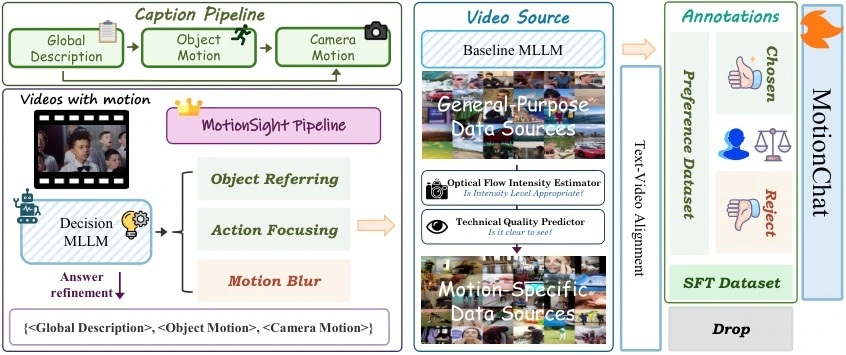 Caption Pipeline
Global
Description
Object
Motion
Camera
Motion
Videos with motion
MotionSight Pipeline
Decision
MLLM
Object Referring
Action Focusing
Motion Blur
Answer
refinement
{<Global Description>, <Object Motion>, <Camera Motion>}
Video Source
Baseline MLLM
General-Purpose
Data Sources
Optical Flow Intensity Estimator
Is Intensity Level Appropriate?
Technical Quality Predictor
Is it clear to see?
Motion-Specific
Data Sources
Text-Video Alignment
Annotations
Preference Dataset
Chosen
Reject
SFT Dataset
Drop
MotionChat